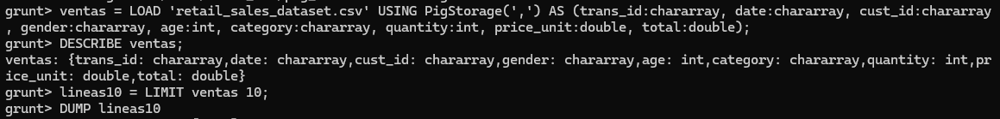 grunt> ventas = LOAD 'retail_sales_dataset.csv' USING PigStorage(',') AS (trans_id:chararray, date:chararray, cust_id:chararray
, gender:chararray, age:int, category:chararray, quantity:int, price_unit:double, total:double);
grunt> DESCRIBE ventas;
ventas: {trans_id: chararray,date: chararray,cust_id: chararray,gender: chararray,age: int,category: chararray,quantity: int,pr
ice_unit: double,total: double}
grunt> lineas10 = LIMIT ventas 10;
grunt> DUMP lineas10